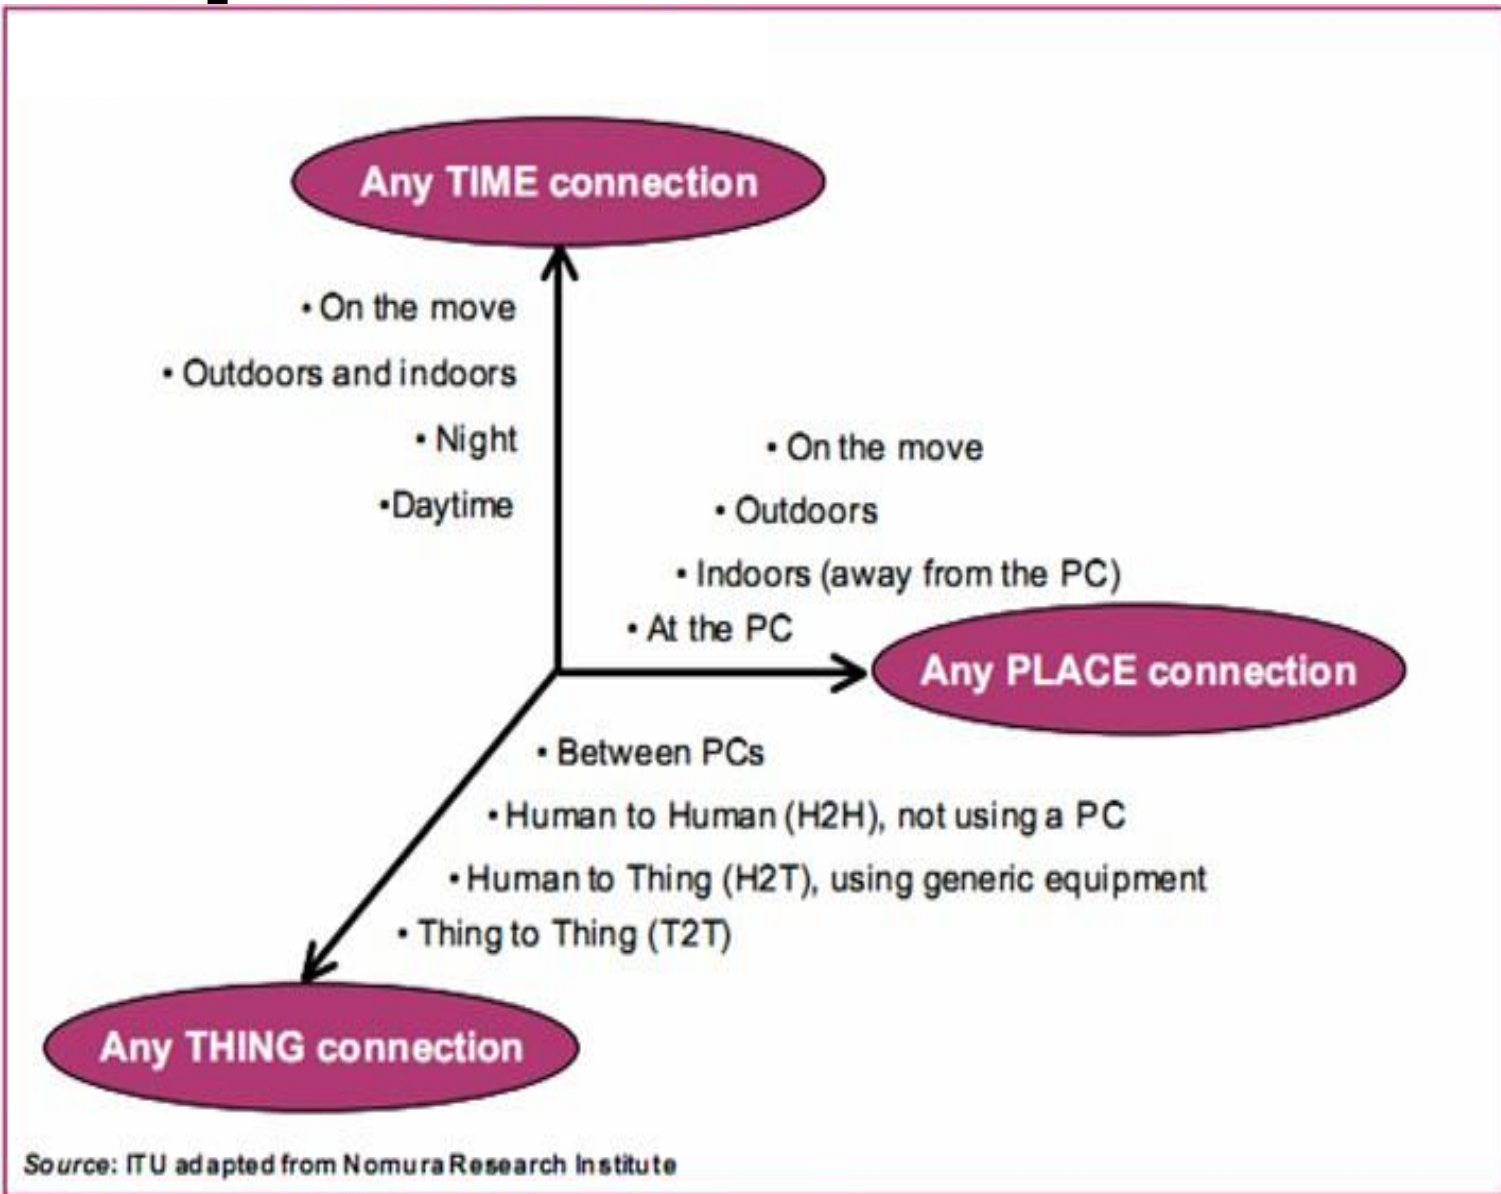 Any TIME connection
• On the move
• Outdoors and indoors
• Night
•Daytime
• On the move
• Outdoors
• Indoors (away from the PC)
• At the PC
Any PLACE connection
• Between PCs
• Human to Human (H2H), not using a PC
• Human to Thing (H2T), using generic equipment
• Thing to Thing (T2T)
Any THING connection
Source: ITU adapted from Nomura Research Institute